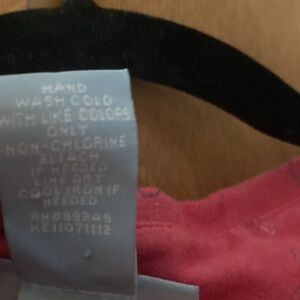 HAND
WASH COLD
WITH LIKE COLORS
ONLY
NON-CHLORINE
BLEACH
IF NEEDED
LINE DRY
COOL IRON IF
NEEDED
RN#99249
KE11071112